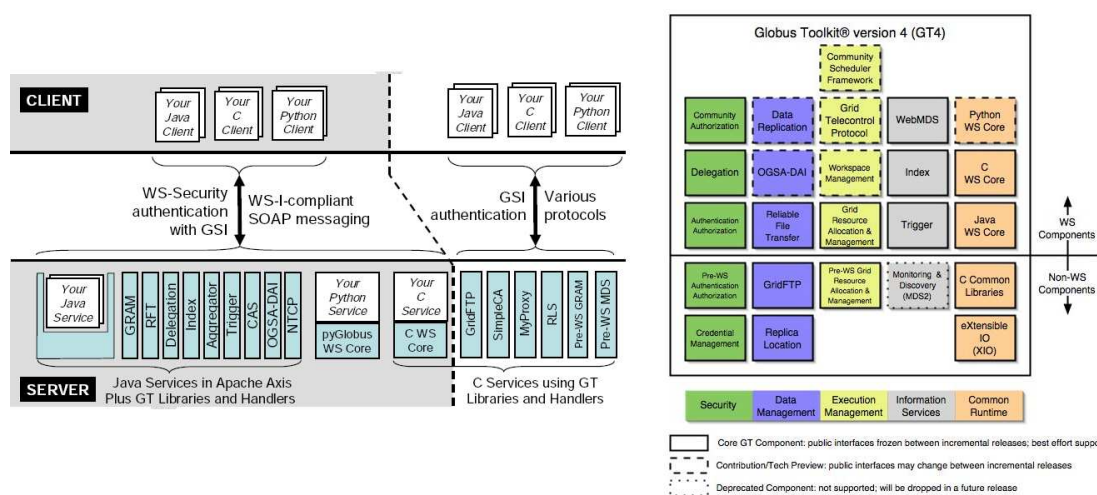 CLIENT
Your
Java
Client
Your
C
Client
Your
Python
Client
Your
Java
Client
Your
C
Client
Your
Python
Client
WS-Security
authentication
with GSI
WS-I-compliant
SOAP messaging
GSI
authentication
Various
protocols
Your
Java
Service
GRAM
RFT
Delegation
Index
Aggregator
Trigger
CAS
OGSA-DAI
NTCP
Your
Python
Service
pyGlobus
WS Core
Your
C
Service
C WS
Core
GridFTP
SimpleCA
MyProxy
RLS
Pre-WS GRAM
Pre-WS MDS
SERVER
Java Services in Apache Axis
Plus GT Libraries and Handlers
C Services using GT
Libraries and Handlers
Globus Toolkit® version 4 (GT4)
Community
Scheduler
Framework
Community
Authorization
Data
Replication
Grid
Telecontrol
Protocol
WebMDS
Python
WS Core
Delegation
OGSA-DAI
Workspace
Management
Index
C
WS Core
Authentication
Authorization
Reliable
File
Transfer
Grid
Resource
Allocation &
Management
Trigger
Java
WS Core
WS
Components
Non-WS
Components
Pre-WS
Authentication
Authorization
GridFTP
Pre-WS Grid
Resource
Allocation
& Management
Monitoring &
Discovery
(MDS2)
C Common
Libraries
Credential
Management
Replica
Location
eXtensible
IO
(XIO)
Security
Data
Management
Execution
Management
Information
Services
Common
Runtime
Core GT Component: public interfaces frozen between incremental releases; best effort suppo
Contribution/Tech Preview: public interfaces may change between incremental releases
Deprecated Component: not supported; will be dropped in a future release